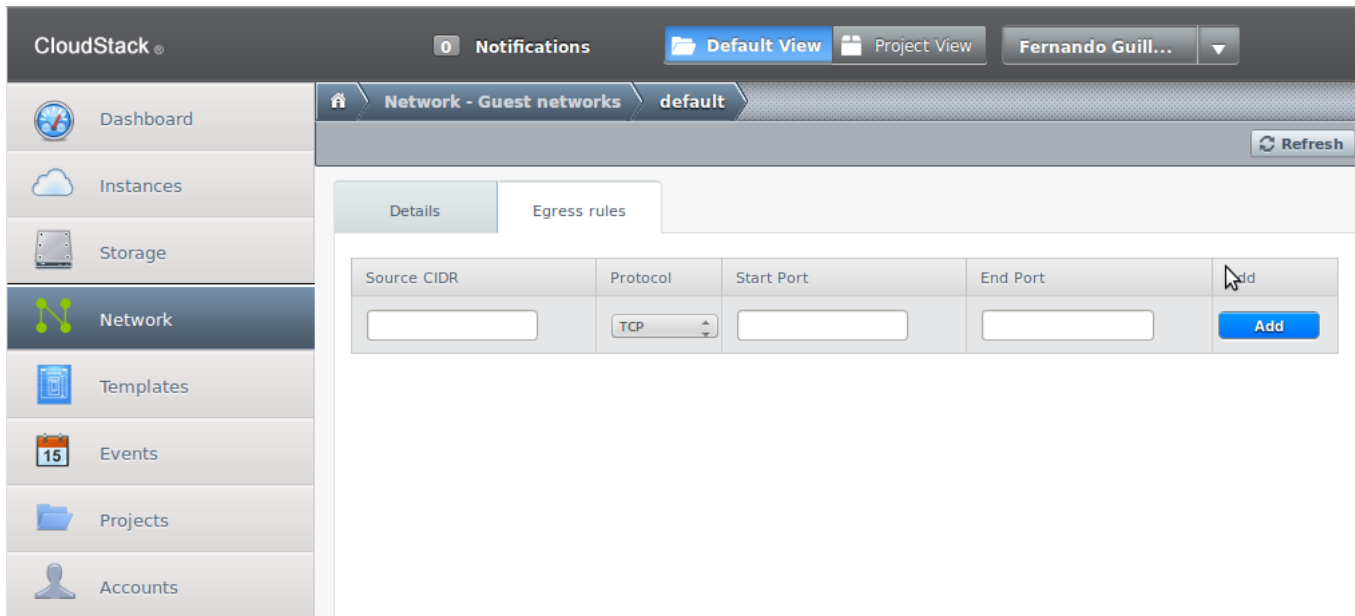 CloudStack ®
0 Notifications
Default View
Project View
Fernando Guill...
Dashboard
Instances
Storage
Network
Templates
15
Events
Projects
Accounts
Network - Guest networks
default
Refresh
Details
Egress rules
Source CIDR
Protocol
Start Port
End Port
Add
TCP
Add